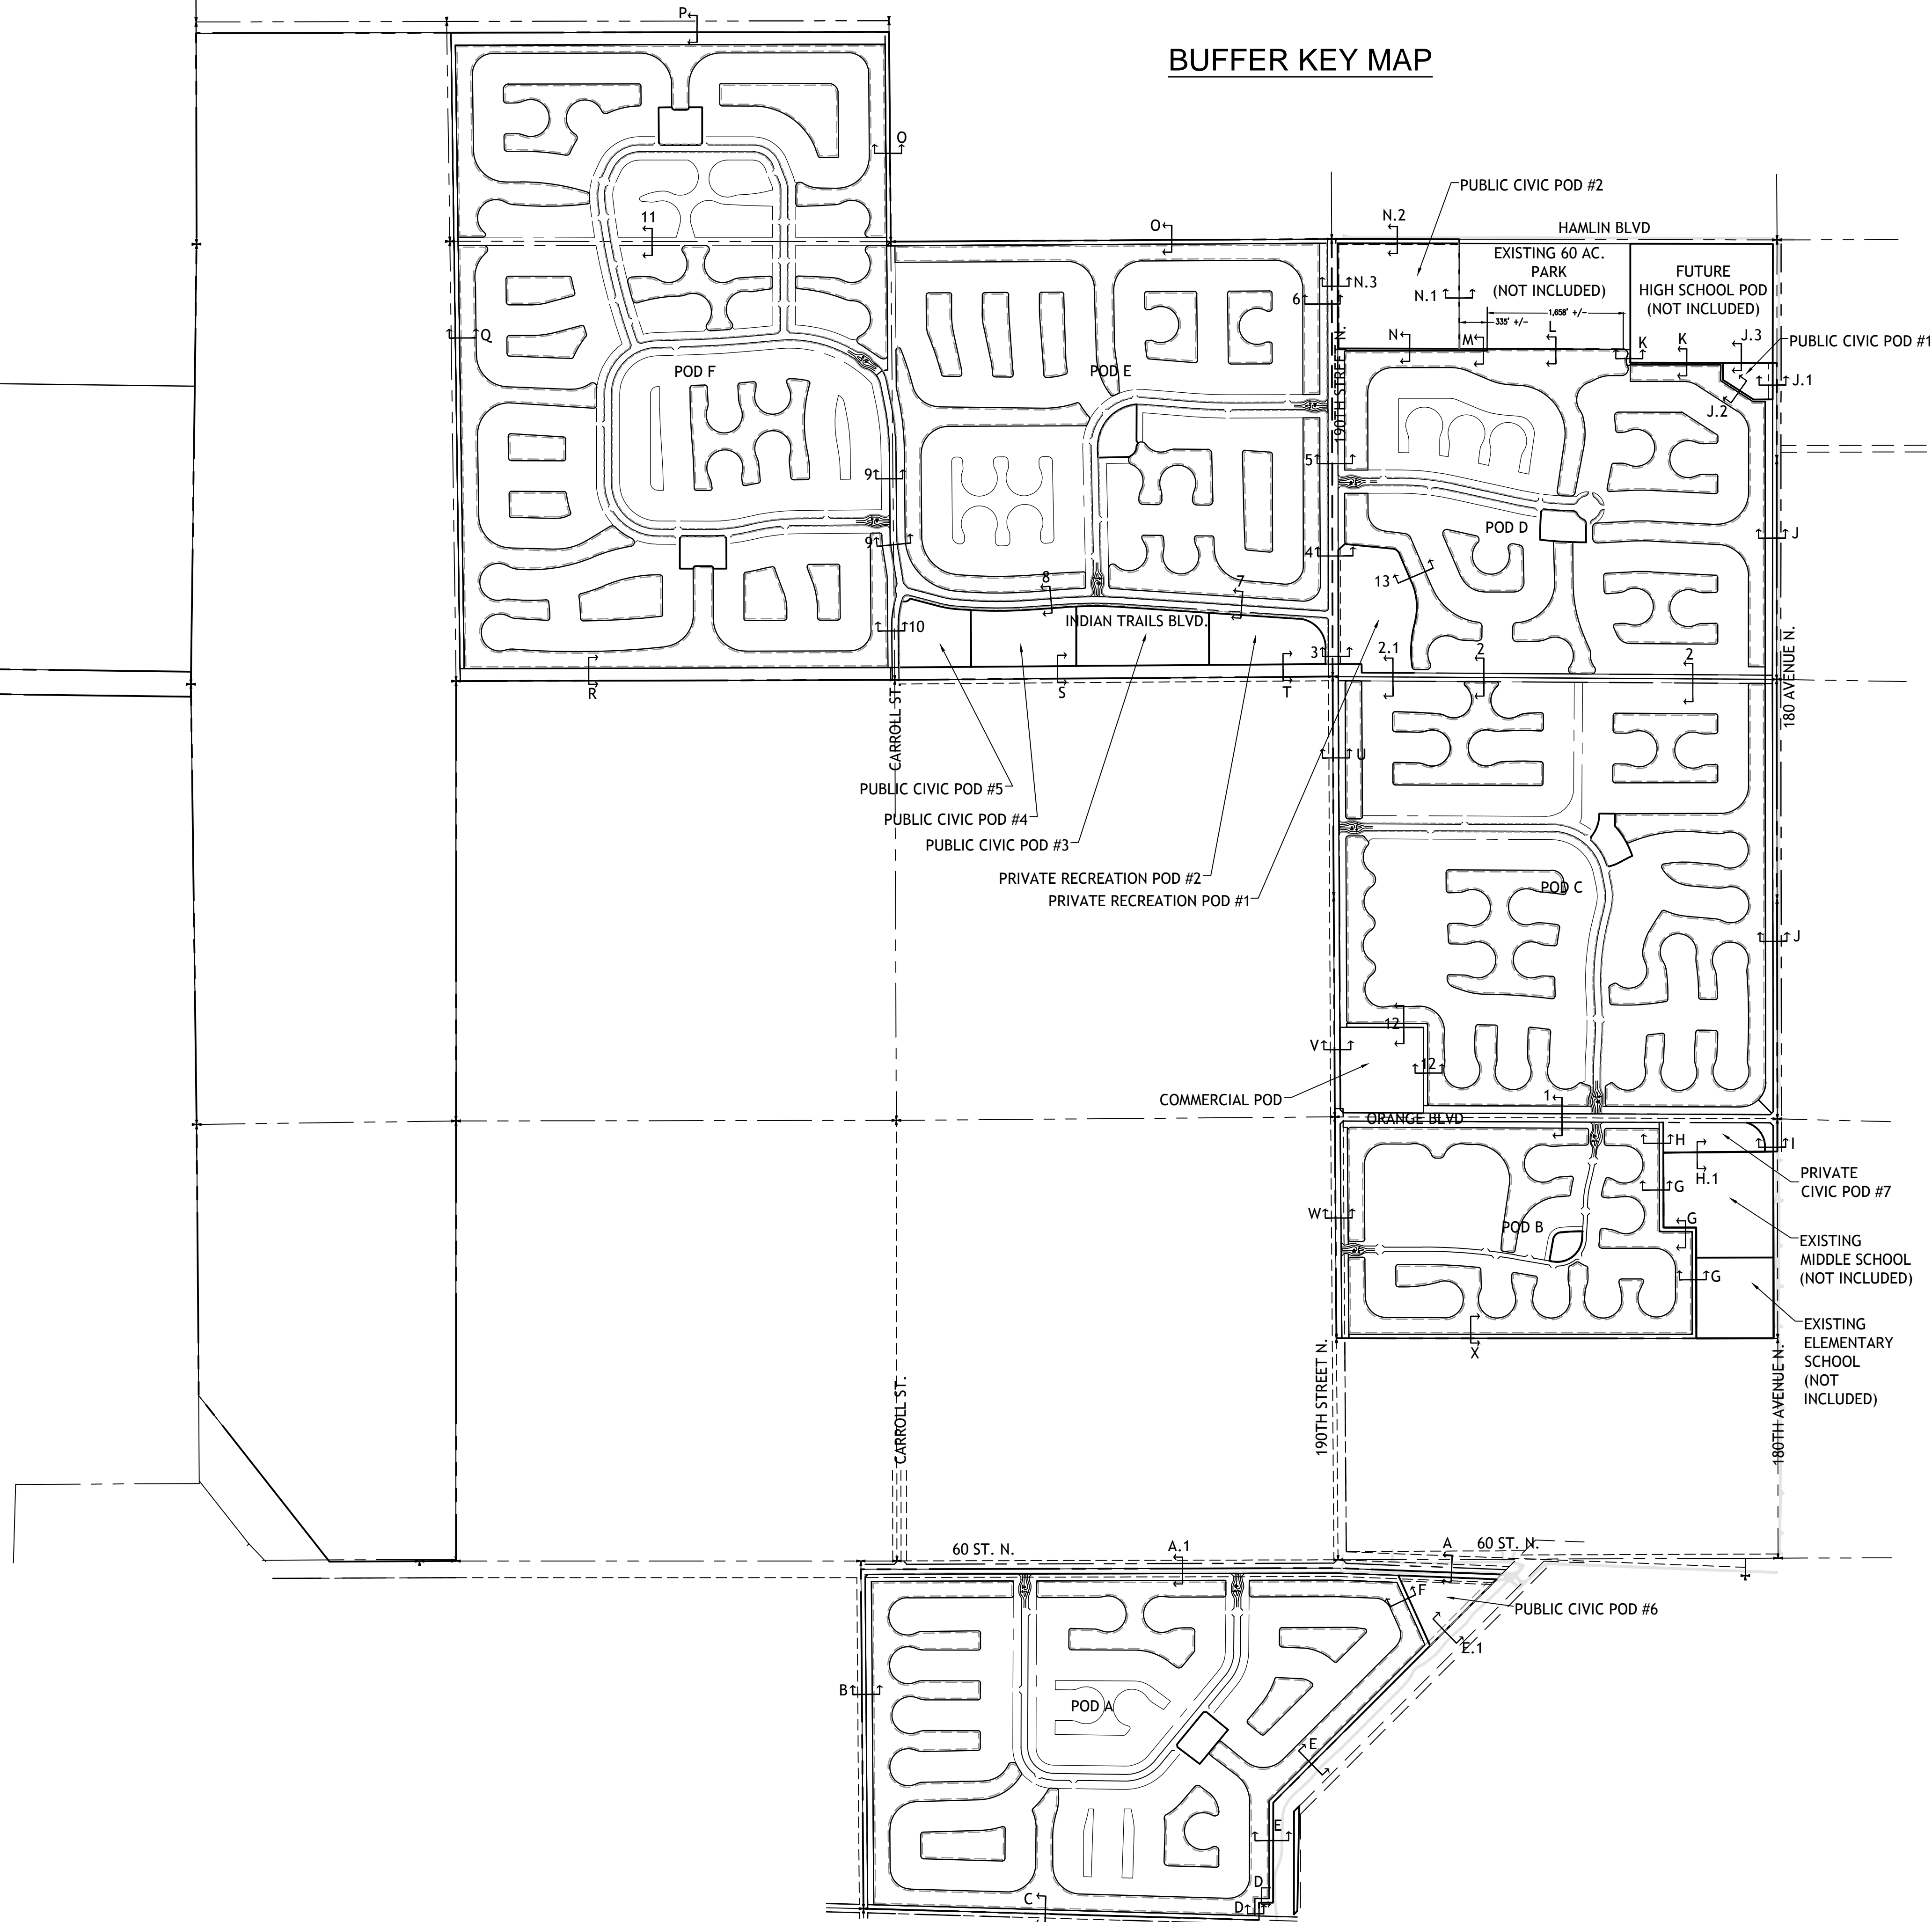 P
BUFFER KEY MAP
O
PUBLIC CIVIC POD #2
11
O
N.2
HAMLIN BLVD
EXISTING 60 AC.
PARK
(NOT INCLUDED)
FUTURE
HIGH SCHOOL POD
(NOT INCLUDED)
N.3
6
N.1
335' +/-
1,658' +/-
L
Q
N
M
K
K
J.3
PUBLIC CIVIC POD #1
POD F
POD E
190TH STREET N.
J.1
J.2
9
5
POD D
J
9
4
13
8
7
INDIAN TRAILS BLVD.
10
3
2.1
2
2
R
S
T
CARROLL ST.
180 AVENUE N.
U
PUBLIC CIVIC POD #5
PUBLIC CIVIC POD #4
PUBLIC CIVIC POD #3
PRIVATE RECREATION POD #2
PRIVATE RECREATION POD #1
POD C
J
12
V
12
COMMERCIAL POD
1
ORANGE BLVD
H
I
H.1
PRIVATE
CIVIC POD #7
G
W
G
POD B
EXISTING
MIDDLE SCHOOL
(NOT INCLUDED)
G
EXISTING
ELEMENTARY
SCHOOL
(NOT
INCLUDED)
X
CARROLL ST.
190TH STREET N.
180TH AVENUE N.
60 ST. N.
A.1
A
60 ST. N.
F
PUBLIC CIVIC POD #6
E.1
B
POD A
E
E
D
C
D